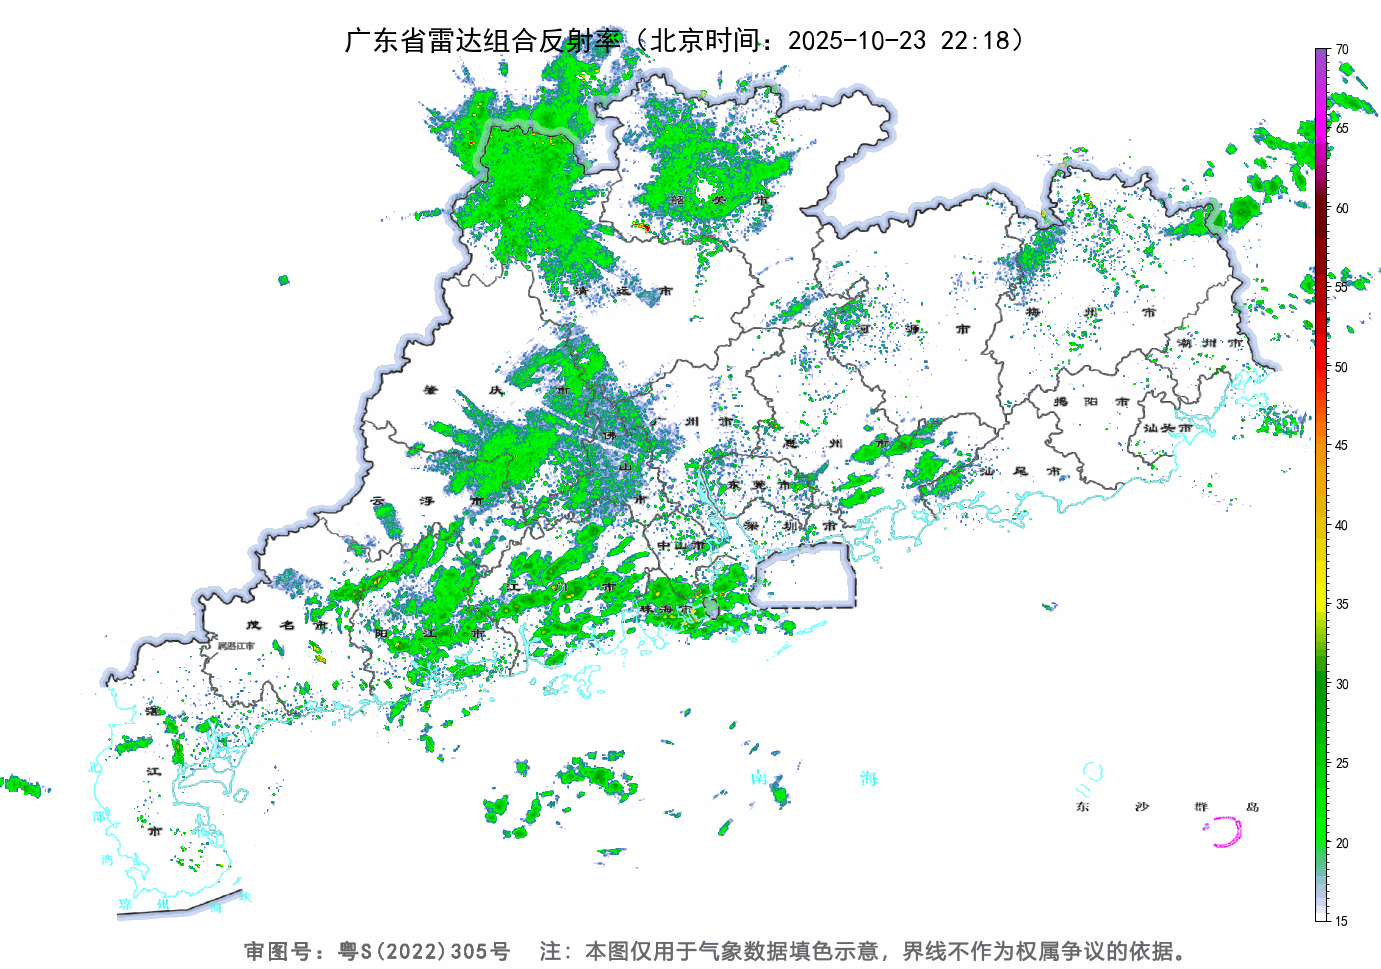 广东省雷达组合反射率（北京时间：2025-10-23 22:18）
70
65
60
55
50
45
40
35
30
25
20
15
韶 关 市
清 远 市
梅 州 市
河 源 市
潮 州 市
肇 庆 市
广 州 市
揭 阳 市
汕头市
佛 山 市
惠 州 市
汕 尾 市
东 莞 市
云 浮 市
深 圳 市
中山市
江 门 市
珠海市
茂 名 市
阳 江 市
属湛江市
湛 江 市
北 部 湾
南 海
东 沙 群 岛
琼 州 海 峡
审图号：粤S(2022)305号 注：本图仅用于气象数据填色示意，界线不作为权属争议的依据。